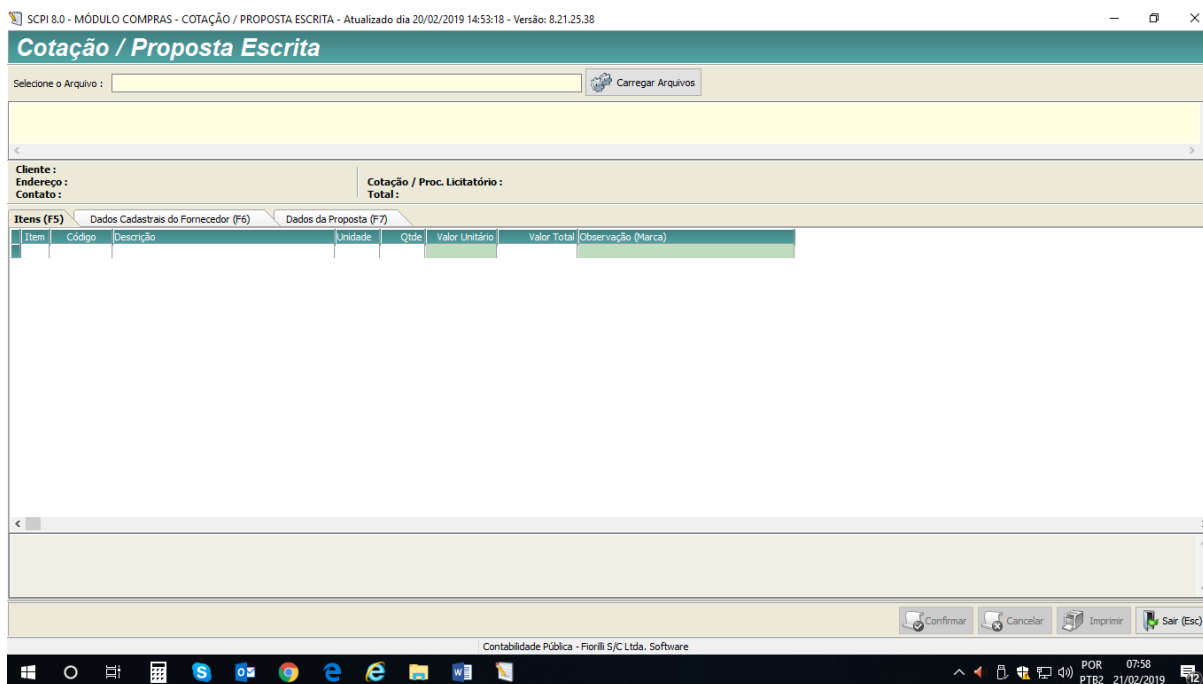 SCPI 8.0 - MÓDULO COMPRAS - COTAÇÃO / PROPOSTA ESCRITA - Atualizado dia 20/02/2019 14:53:18 - Versão: 8.21.25.38
Cotação / Proposta Escrita
Selecione o Arquivo :
Carregar Arquivos
Cliente :
Endereço :
Contato :
Cotação / Proc. Licitatório :
Total :
Itens (F5) Dados Cadastrais do Fornecedor (F6) Dados da Proposta (F7)
Item Código Descrição Unidade Qtde Valor Unitário Valor Total Observação (Marca)
Confirmar Cancelar Imprimir Sair (Esc)
Contabilidade Pública - Fiorilli S/C Ltda. Software
POR 07:58
PTB2 21/02/2019
12